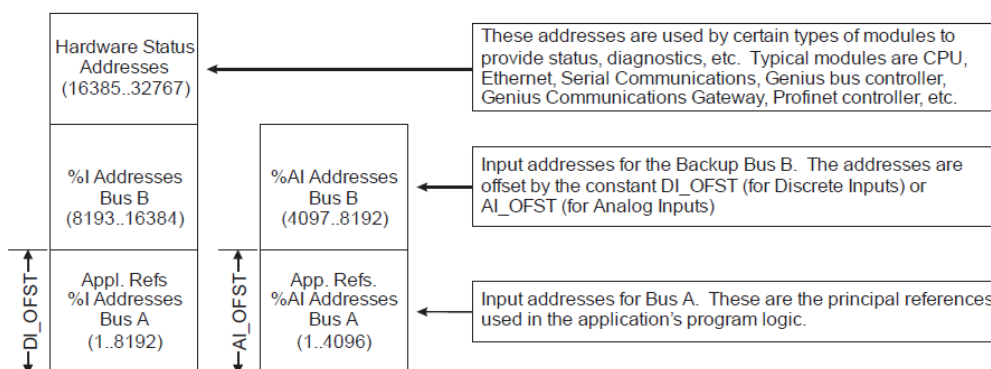 Hardware Status
Addresses
(16385..32767)
These addresses are used by certain types of modules to
provide status, diagnostics, etc. Typical modules are CPU,
Ethernet, Serial Communications, Genius bus controller,
Genius Communications Gateway, Profinet controller, etc.
%I Addresses
Bus B
(8193..16384)
%AI Addresses
Bus B
(4097..8192)
Input addresses for the Backup Bus B. The addresses are
offset by the constant DI_OFST (for Discrete Inputs) or
AI_OFST (for Analog Inputs)
DI_OFST
Appl. Refs
%I Addresses
Bus A
(1..8192)
AI_OFST
App. Refs.
%AI Addresses
Bus A
(1..4096)
Input addresses for Bus A. These are the principal references
used in the application's program logic.